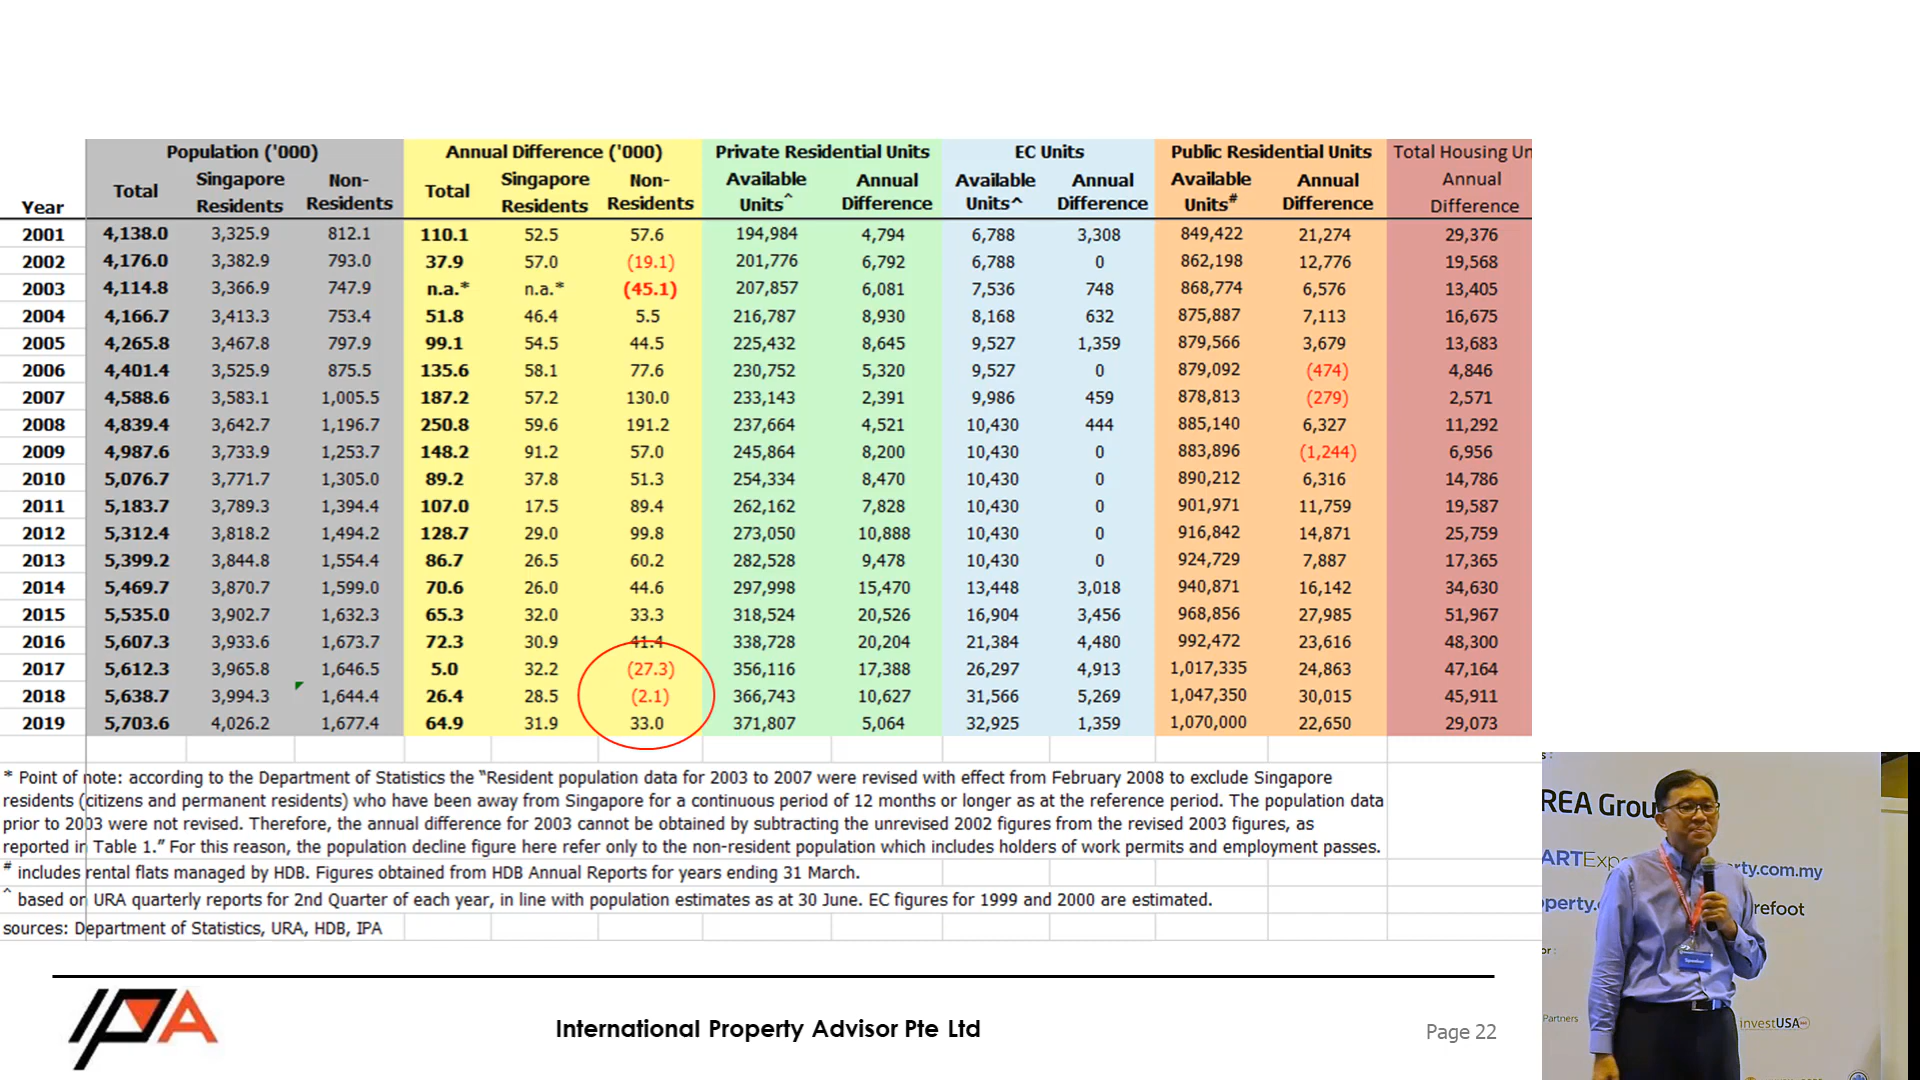 Population ('000) Annual Difference ('000) Private Residential Units EC Units Public Residential Units Total Housing Un
Year Total Singapore Residents Non-Residents Total Singapore Residents Non-Residents Available Units^ Annual Difference Available Units^ Annual Difference Available Units# Annual Difference Annual Difference
2001 4,138.0 3,325.9 812.1 110.1 52.5 57.6 194,984 4,794 6,788 3,308 849,422 21,274 29,376
2002 4,176.0 3,382.9 793.0 37.9 57.0 (19.1) 201,776 6,792 6,788 0 862,198 12,776 19,568
2003 4,114.8 3,366.9 747.9 n.a.* n.a.* (45.1) 207,857 6,081 7,536 748 868,774 6,576 13,405
2004 4,166.7 3,413.3 753.4 51.8 46.4 5.5 216,787 8,930 8,168 632 875,887 7,113 16,675
2005 4,265.8 3,467.8 797.9 99.1 54.5 44.5 225,432 8,645 9,527 1,359 879,566 3,679 13,683
2006 4,401.4 3,525.9 875.5 135.6 58.1 77.6 230,752 5,320 9,527 0 879,092 (474) 4,846
2007 4,588.6 3,583.1 1,005.5 187.2 57.2 130.0 233,143 2,391 9,986 459 878,813 (279) 2,571
2008 4,839.4 3,642.7 1,196.7 250.8 59.6 191.2 237,664 4,521 10,430 444 885,140 6,327 11,292
2009 4,987.6 3,733.9 1,253.7 148.2 91.2 57.0 245,864 8,200 10,430 0 883,896 (1,244) 6,956
2010 5,076.7 3,771.7 1,305.0 89.2 37.8 51.3 254,334 8,470 10,430 0 890,212 6,316 14,786
2011 5,183.7 3,789.3 1,394.4 107.0 17.5 89.4 262,162 7,828 10,430 0 901,971 11,759 19,587
2012 5,312.4 3,818.2 1,494.2 128.7 29.0 99.8 273,050 10,888 10,430 0 916,842 14,871 25,759
2013 5,399.2 3,844.8 1,554.4 86.7 26.5 60.2 282,528 9,478 10,430 0 924,729 7,887 17,365
2014 5,469.7 3,870.7 1,599.0 70.6 26.0 44.6 297,998 15,470 13,448 3,018 940,871 16,142 34,630
2015 5,535.0 3,902.7 1,632.3 65.3 32.0 33.3 318,524 20,526 16,904 3,456 968,856 27,985 51,967
2016 5,607.3 3,933.6 1,673.7 72.3 30.9 41.4 338,728 20,204 21,384 4,480 992,472 23,616 48,300
2017 5,612.3 3,965.8 1,646.5 5.0 32.2 (27.3) 356,116 17,388 26,297 4,913 1,017,335 24,863 47,164
2018 5,638.7 3,994.3 1,644.4 26.4 28.5 (2.1) 366,743 10,627 31,566 5,269 1,047,350 30,015 45,911
2019 5,703.6 4,026.2 1,677.4 64.9 31.9 33.0 371,807 5,064 32,925 1,359 1,070,000 22,650 29,073
* Point of note: according to the Department of Statistics the “Resident population data for 2003 to 2007 were revised with effect from February 2008 to exclude Singapore
residents (citizens and permanent residents) who have been away from Singapore for a continuous period of 12 months or longer as at the reference period. The population data
prior to 2003 were not revised. Therefore, the annual difference for 2003 cannot be obtained by subtracting the unrevised 2002 figures from the revised 2003 figures, as
reported in Table 1.” For this reason, the population decline figure here refer only to the non-resident population which includes holders of work permits and employment passes.
# includes rental flats managed by HDB. Figures obtained from HDB Annual Reports for years ending 31 March.
^ based on URA quarterly reports for 2nd Quarter of each year, in line with population estimates as at 30 June. EC figures for 1999 and 2000 are estimated.
sources: Department of Statistics, URA, HDB, IPA
IPA
International Property Advisor Pte Ltd
Page 22
REA Grou
ARTExp
rty.com.my
perty.
refoot
or :
Speaker
Partners
investUSA